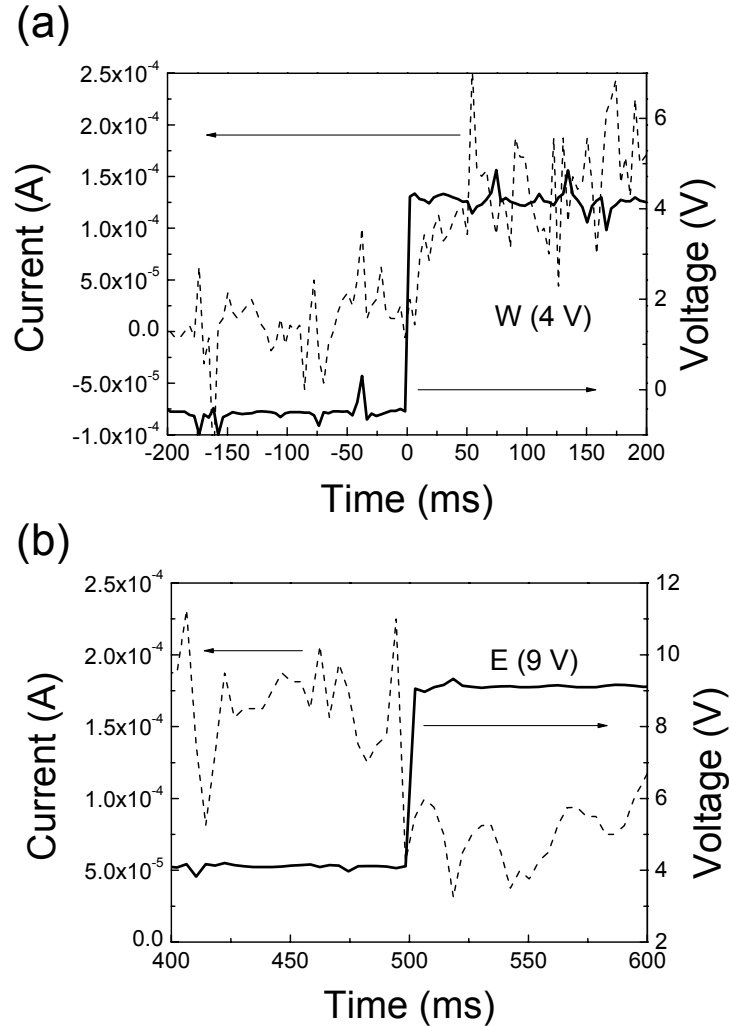 (a)
2.5x10⁻⁴
2.0x10⁻⁴
1.5x10⁻⁴
1.0x10⁻⁴
5.0x10⁻⁵
0.0
-5.0x10⁻⁵
-1.0x10⁻⁴
Current (A)
6
4
2
0
Voltage (V)
W (4 V)
-200 -150 -100 -50 0 50 100 150 200
Time (ms)
(b)
2.5x10⁻⁴
2.0x10⁻⁴
1.5x10⁻⁴
1.0x10⁻⁴
5.0x10⁻⁵
0.0
Current (A)
12
10
8
6
4
2
Voltage (V)
E (9 V)
400 450 500 550 600
Time (ms)